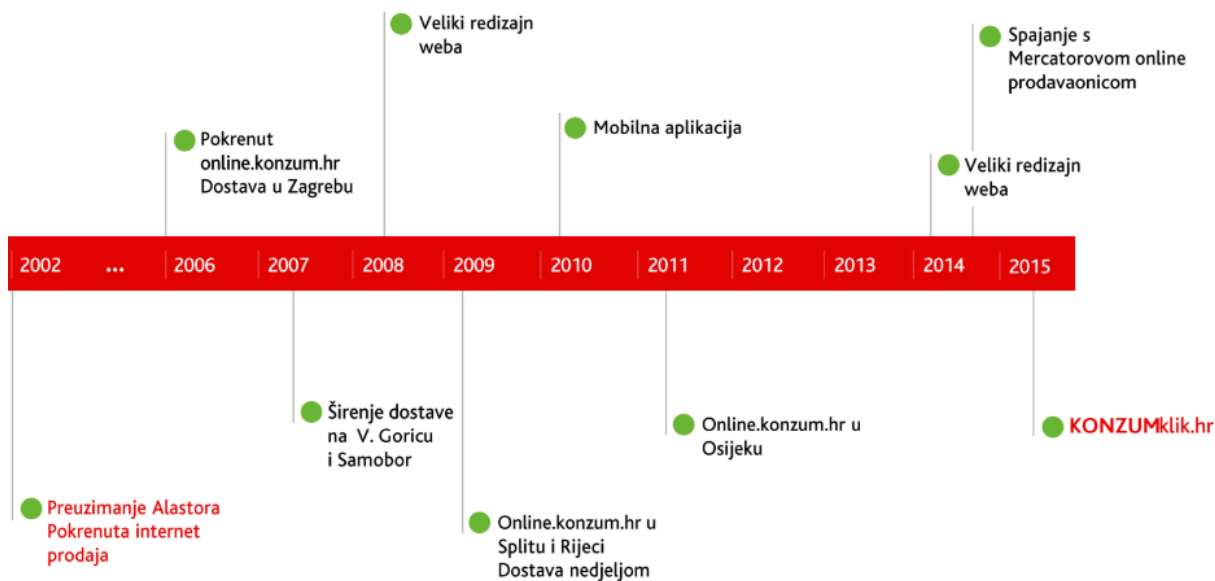 Veliki redizajn
weba
Spajanje s
Mercatorovom online
prodavaonicom
Pokrenut
online.konzum.hr
Dostava u Zagrebu
Mobilna aplikacija
Veliki redizajn
weba
2002 ... 2006 2007 2008 2009 2010 2011 2012 2013 2014 2015
Širenje dostave
na V. Goricu
i Samobor
Online.konzum.hr u
Osijeku
KONZUMklik.hr
Preuzimanje Alastora
Pokrenuta internet
prodaja
Online.konzum.hr u
Splitu i Rijeci
Dostava nedjeljom